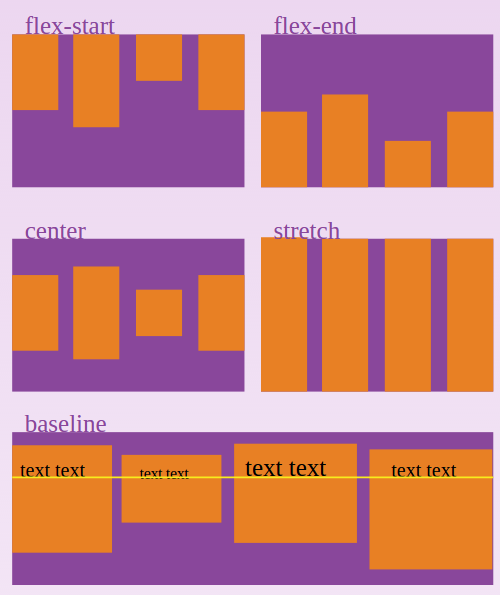 flex-start
flex-end
center
stretch
baseline
text text
text text
text text
text text